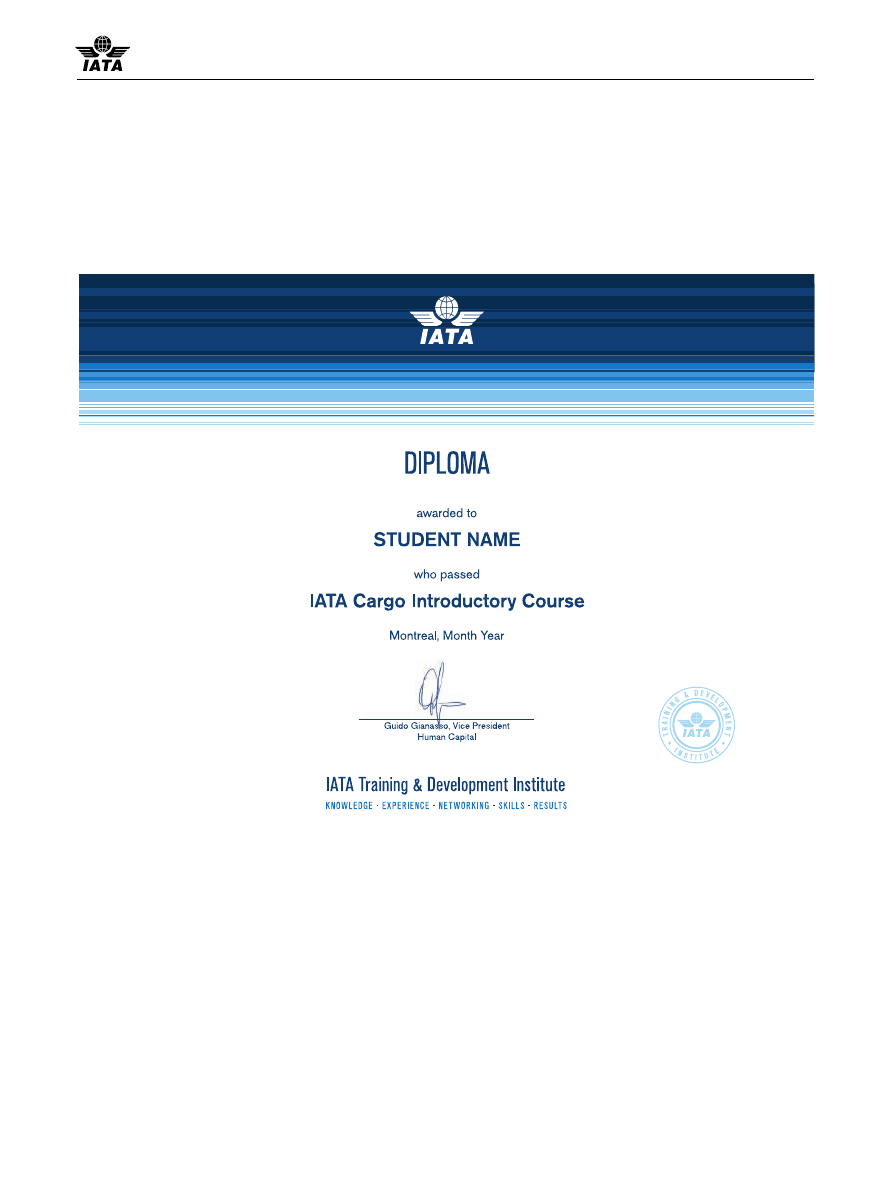 IATA
IATA
DIPLOMA
awarded to
STUDENT NAME
who passed
IATA Cargo Introductory Course
Montreal, Month Year
Guido Gianasso, Vice President
Human Capital
TRAINING & DEVELOPMENT
IATA
• INSTITUTE •
IATA Training & Development Institute
KNOWLEDGE · EXPERIENCE · NETWORKING · SKILLS · RESULTS